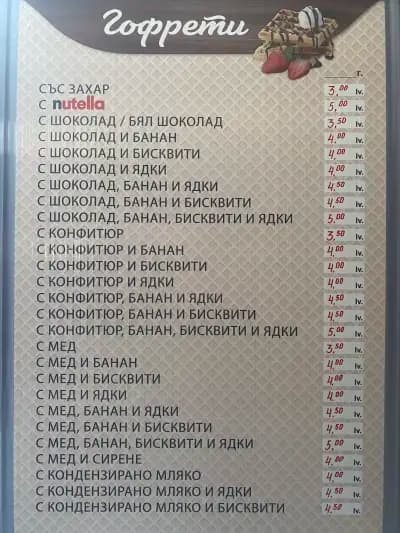 Гофрети
г.
СЪС ЗАХАР 3,00 lv.
С nutella 5,00 lv.
С ШОКОЛАД / БЯЛ ШОКОЛАД 3,50 lv.
С ШОКОЛАД И БАНАН 4,00 lv.
С ШОКОЛАД И БИСКВИТИ 4,00 lv.
С ШОКОЛАД И ЯДКИ 4,00 lv.
С ШОКОЛАД, БАНАН И ЯДКИ 4,50 lv.
С ШОКОЛАД, БАНАН И БИСКВИТИ 4,50 lv.
С ШОКОЛАД, БАНАН, БИСКВИТИ И ЯДКИ 5,00 lv.
С КОНФИТЮР 3,50 lv.
С КОНФИТЮР И БАНАН 4,00 lv.
С КОНФИТЮР И БИСКВИТИ 4,00 lv.
С КОНФИТЮР И ЯДКИ 4,00 lv.
С КОНФИТЮР, БАНАН И ЯДКИ 4,50 lv.
С КОНФИТЮР, БАНАН И БИСКВИТИ 4,50 lv.
С КОНФИТЮР, БАНАН, БИСКВИТИ И ЯДКИ 5,00 lv.
С МЕД 3,50 lv.
С МЕД И БАНАН 4,00 lv.
С МЕД И БИСКВИТИ 4,00 lv.
С МЕД И ЯДКИ 4,00 lv.
С МЕД, БАНАН И ЯДКИ 4,50 lv.
С МЕД, БАНАН И БИСКВИТИ 4,50 lv.
С МЕД, БАНАН, БИСКВИТИ И ЯДКИ 5,00 lv.
С МЕД И СИРЕНЕ 4,00 lv.
С КОНДЕНЗИРАНО МЛЯКО 4,00 lv.
С КОНДЕНЗИРАНО МЛЯКО И ЯДКИ 4,50 lv.
С КОНДЕНЗИРАНО МЛЯКО И БИСКВИТИ 4,50 lv.